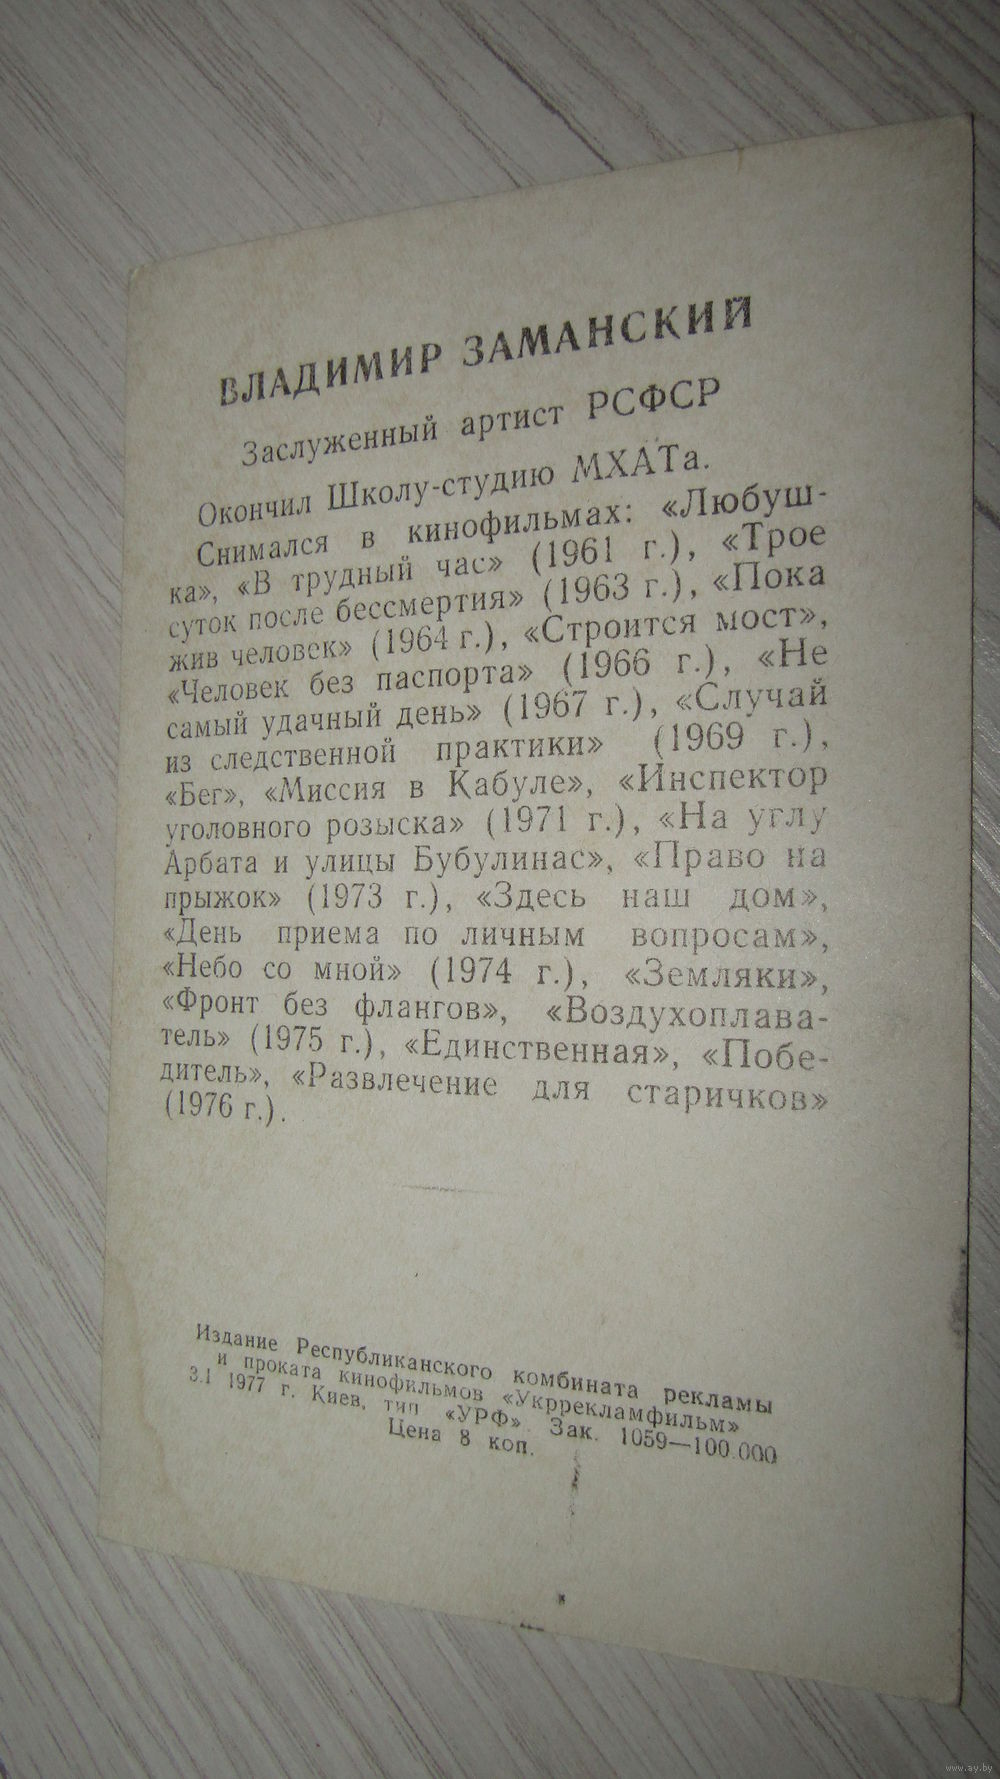 ВЛАДИМИР ЗАМАНСКИЙ
Заслуженный артист РСФСР
Окончил Школу-студию МХАТа.
Снимался в кинофильмах: «Любуш-
ка», «В трудный час» (1961 г.), «Трое
суток после бессмертия» (1963 г.), «Пока
жив человек» (1964 г.), «Строится мост»,
«Человек без паспорта» (1966 г.), «Не
самый удачный день» (1967 г.), «Случай
из следственной практики» (1969 г.),
«Бег», «Миссия в Кабуле», «Инспектор
уголовного розыска» (1971 г.), «На углу
Арбата и улицы Бубулинас», «Право на
прыжок» (1973 г.), «Здесь наш дом»,
«День приема по личным вопросам»,
«Небо со мной» (1974 г.), «Земляки»,
«Фронт без флангов», «Воздухоплава-
тель» (1975 г.), «Единственная», «Побе-
дитель», «Развлечение для старичков»
(1976 г.).
Издание Республиканского комбината рекламы
и проката кинофильмов «Укррекламфильм»
3.I 1977 г. Киев, тип «УРФ». Зак. 1059—100.000
Цена 8 коп.
www.ay.by